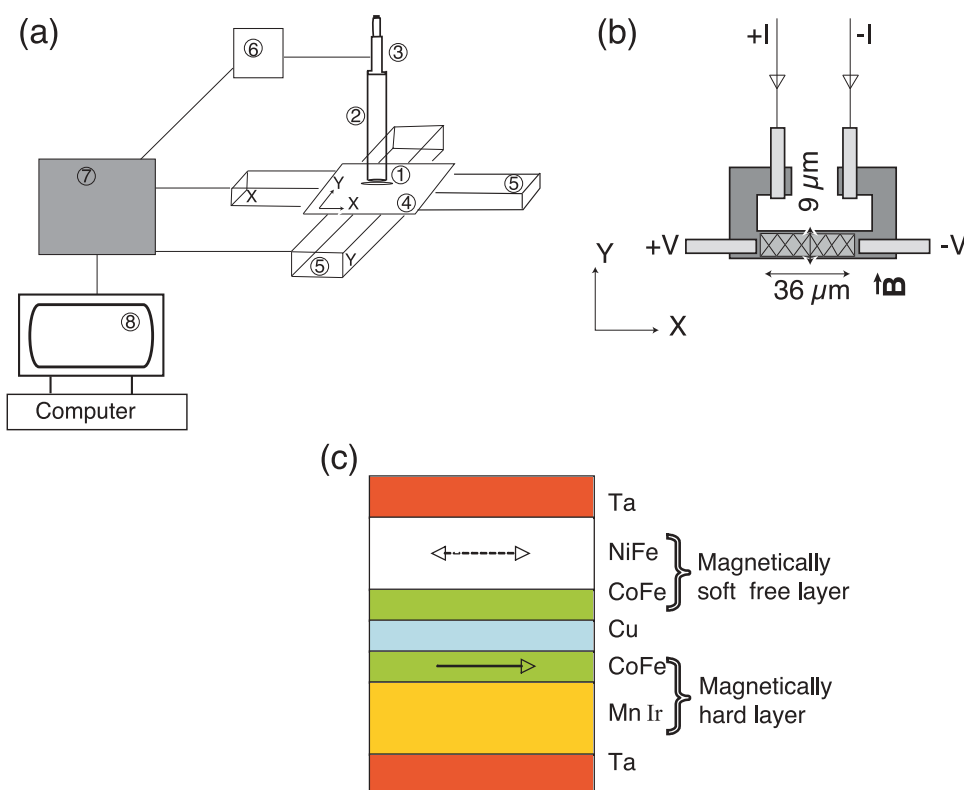 (a)
⑥
③
②
⑦
①
Y
X
X
④
⑤
⑤
Y
⑧
Computer
(b)
+I
-I
9 µm
+V
-V
36 µm
B
Y
X
(c)
Ta
NiFe
CoFe
Magnetically
soft free layer
Cu
CoFe
Mn Ir
Magnetically
hard layer
Ta